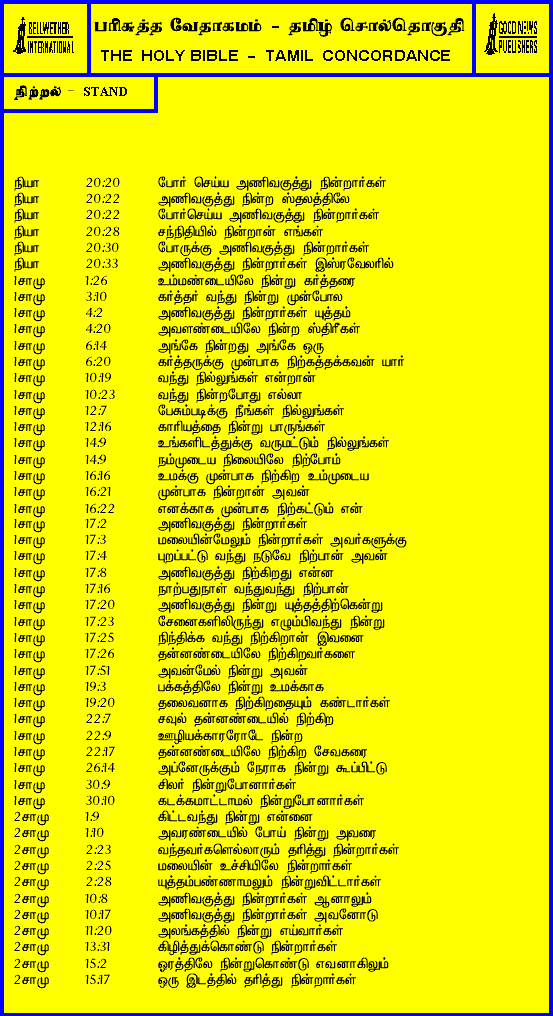 BELLWETHER
INTERNATIONAL
பரிசுத்த வேதாகமம் - தமிழ் சொல்தொகுதி
THE HOLY BIBLE - TAMIL CONCORDANCE
GOOD NEWS
PUBLISHERS
நிற்றல் - STAND
நியா 20:20 போர் செய்ய அணிவகுத்து நின்றார்கள்
நியா 20:22 அணிவகுத்து நின்ற ஸ்தலத்திலே
நியா 20:22 போர்செய்ய அணிவகுத்து நின்றார்கள்
நியா 20:28 சந்நிதியில் நின்றான் எங்கள்
நியா 20:30 போருக்கு அணிவகுத்து நின்றார்கள்
நியா 20:33 அணிவகுத்து நின்றார்கள் இஸ்ரவேலரில்
1சாமு 1:26 உம்மண்டையிலே நின்று கர்த்தரை
1சாமு 3:10 கர்த்தர் வந்து நின்று முன்போல
1சாமு 4:2 அணிவகுத்து நின்றார்கள் யுத்தம்
1சாமு 4:20 அவளண்டையிலே நின்ற ஸ்திரீகள்
1சாமு 6:14 அங்கே நின்றது அங்கே ஒரு
1சாமு 6:20 கர்த்தருக்கு முன்பாக நிற்கத்தக்கவன் யார்
1சாமு 10:19 வந்து நில்லுங்கள் என்றான்
1சாமு 10:23 வந்து நின்றபோது எல்லா
1சாமு 12:7 பேசும்படிக்கு நீங்கள் நில்லுங்கள்
1சாமு 12:16 காரியத்தை நின்று பாருங்கள்
1சாமு 14:9 உங்களிடத்துக்கு வருமட்டும் நில்லுங்கள்
1சாமு 14:9 நம்முடைய நிலையிலே நிற்போம்
1சாமு 16:16 உமக்கு முன்பாக நிற்கிற உம்முடைய
1சாமு 16:21 முன்பாக நின்றான் அவன்
1சாமு 16:22 எனக்காக முன்பாக நிற்கட்டும் என்
1சாமு 17:2 அணிவகுத்து நின்றார்கள்
1சாமு 17:3 மலையின்மேலும் நின்றார்கள் அவர்களுக்கு
1சாமு 17:4 புறப்பட்டு வந்து நடுவே நிற்பான் அவன்
1சாமு 17:8 அணிவகுத்து நிற்கிறது என்ன
1சாமு 17:16 நாற்பதுநாள் வந்துவந்து நிற்பான்
1சாமு 17:20 அணிவகுத்து நின்று யுத்தத்திற்கென்று
1சாமு 17:23 சேனைகளிலிருந்து எழும்பிவந்து நின்று
1சாமு 17:25 நிந்திக்க வந்து நிற்கிறான் இவனை
1சாமு 17:26 தன்னண்டையிலே நிற்கிறவர்களை
1சாமு 17:51 அவன்மேல் நின்று அவன்
1சாமு 19:3 பக்கத்திலே நின்று உமக்காக
1சாமு 19:20 தலைவனாக நிற்கிறதையும் கண்டார்கள்
1சாமு 22:7 சவுல் தன்னண்டையில் நிற்கிற
1சாமு 22:9 ஊழியக்காரரோடே நின்ற
1சாமு 22:17 தன்னண்டையிலே நிற்கிற சேவகரை
1சாமு 26:14 அப்னேருக்கும் நேராக நின்று கூப்பிட்டு
1சாமு 30:9 சிலர் நின்றுபோனார்கள்
1சாமு 30:10 கடக்கமாட்டாமல் நின்றுபோனார்கள்
2சாமு 1:9 கிட்டவந்து நின்று என்னை
2சாமு 1:10 அவரண்டையில் போய் நின்று அவரை
2சாமு 2:23 வந்தவர்களெல்லாரும் தரித்து நின்றார்கள்
2சாமு 2:25 மலையின் உச்சியிலே நின்றார்கள்
2சாமு 2:28 யுத்தம்பண்ணாமலும் நின்றுவிட்டார்கள்
2சாமு 10:8 அணிவகுத்து நின்றார்கள் ஆனாலும்
2சாமு 10:17 அணிவகுத்து நின்றார்கள் அவனோடு
2சாமு 11:20 அலங்கத்தில் நின்று எய்வார்கள்
2சாமு 13:31 கிழித்துக்கொண்டு நின்றார்கள்
2சாமு 15:2 ஓரத்திலே நின்றுகொண்டு எவனாகிலும்
2சாமு 15:17 ஒரு இடத்தில் தரித்து நின்றார்கள்